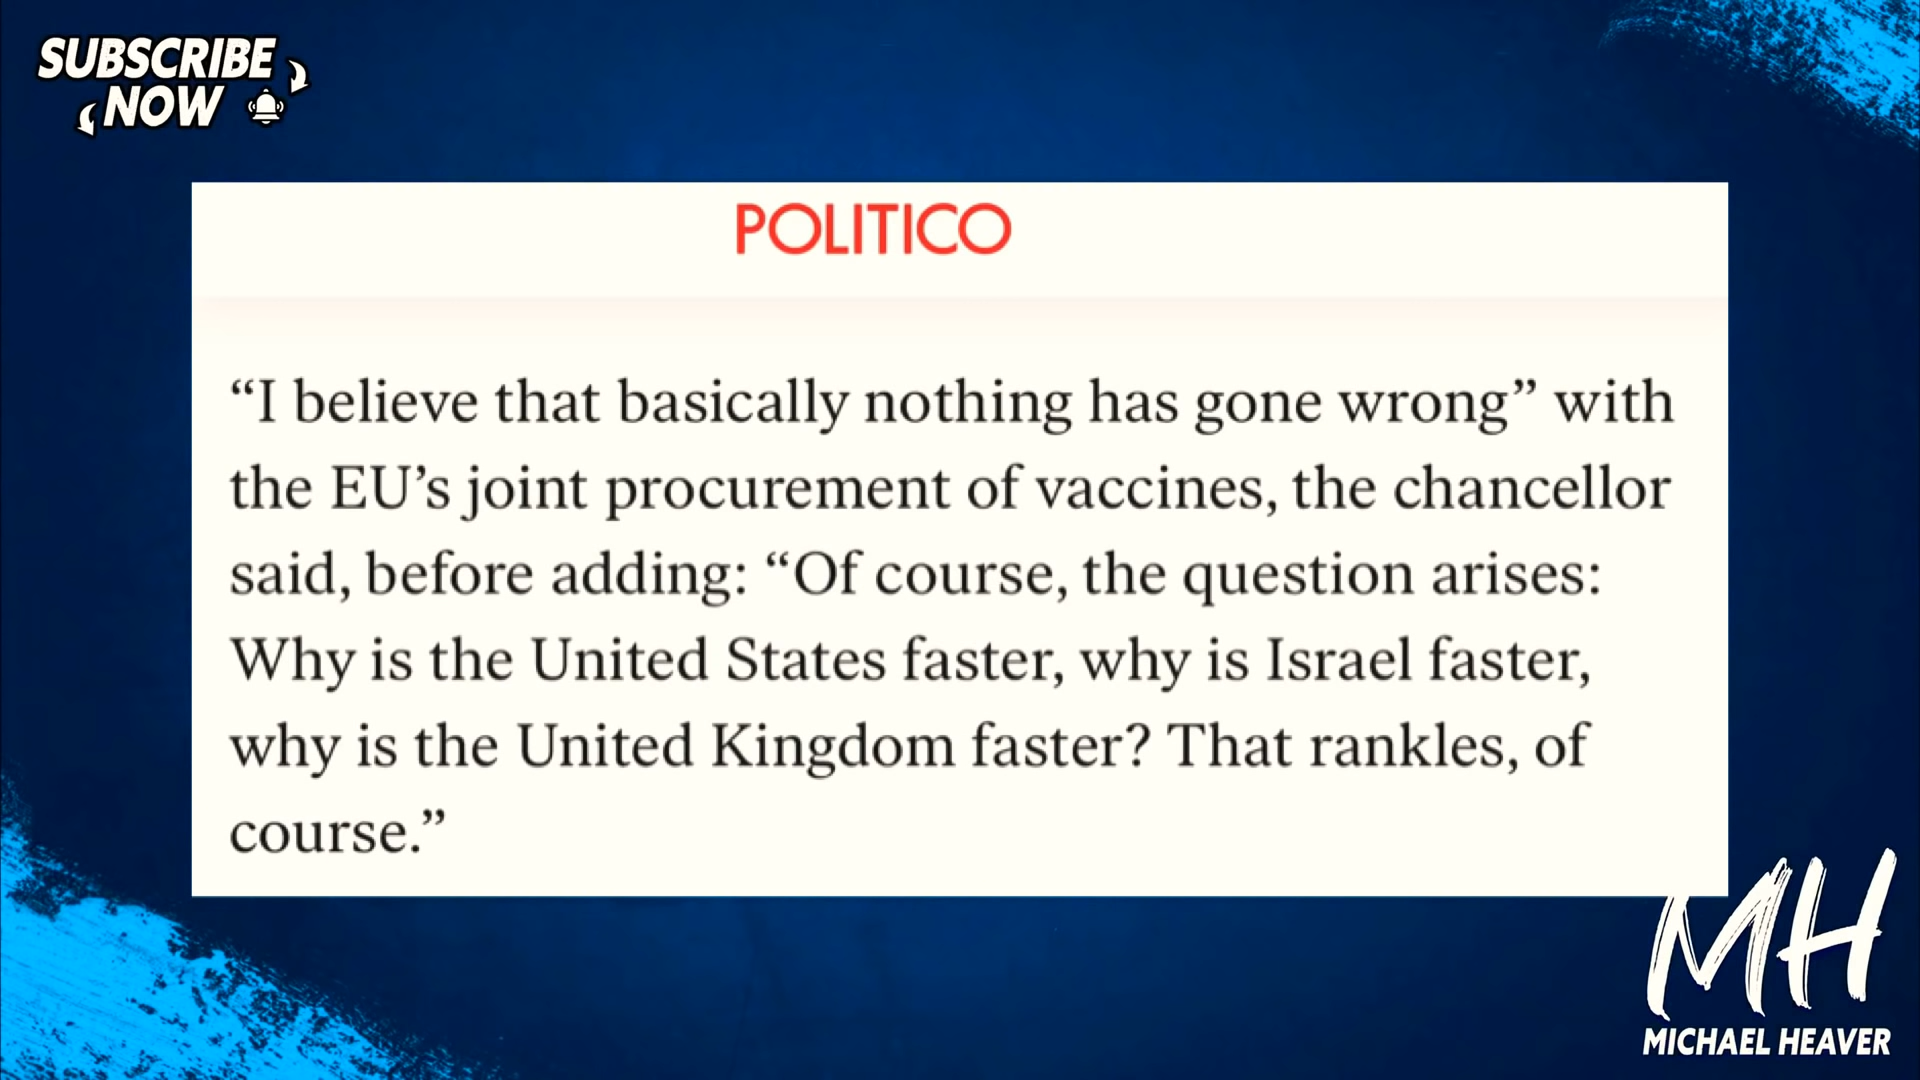 SUBSCRIBE
NOW
POLITICO
“I believe that basically nothing has gone wrong” with
the EU’s joint procurement of vaccines, the chancellor
said, before adding: “Of course, the question arises:
Why is the United States faster, why is Israel faster,
why is the United Kingdom faster? That rankles, of
course.”
MH
MICHAEL HEAVER